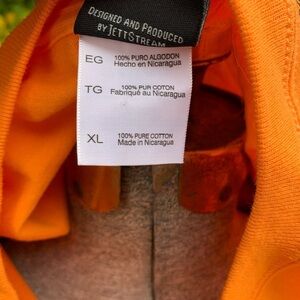 DESIGNED AND PRODUCED
BY JETTSTREAM
EG 100% PURO ALGODON
Hecho en Nicaragua
TG 100% PUR COTON
Fabriqué au Nicaragua
XL 100% PURE COTTON
Made in Nicaragua